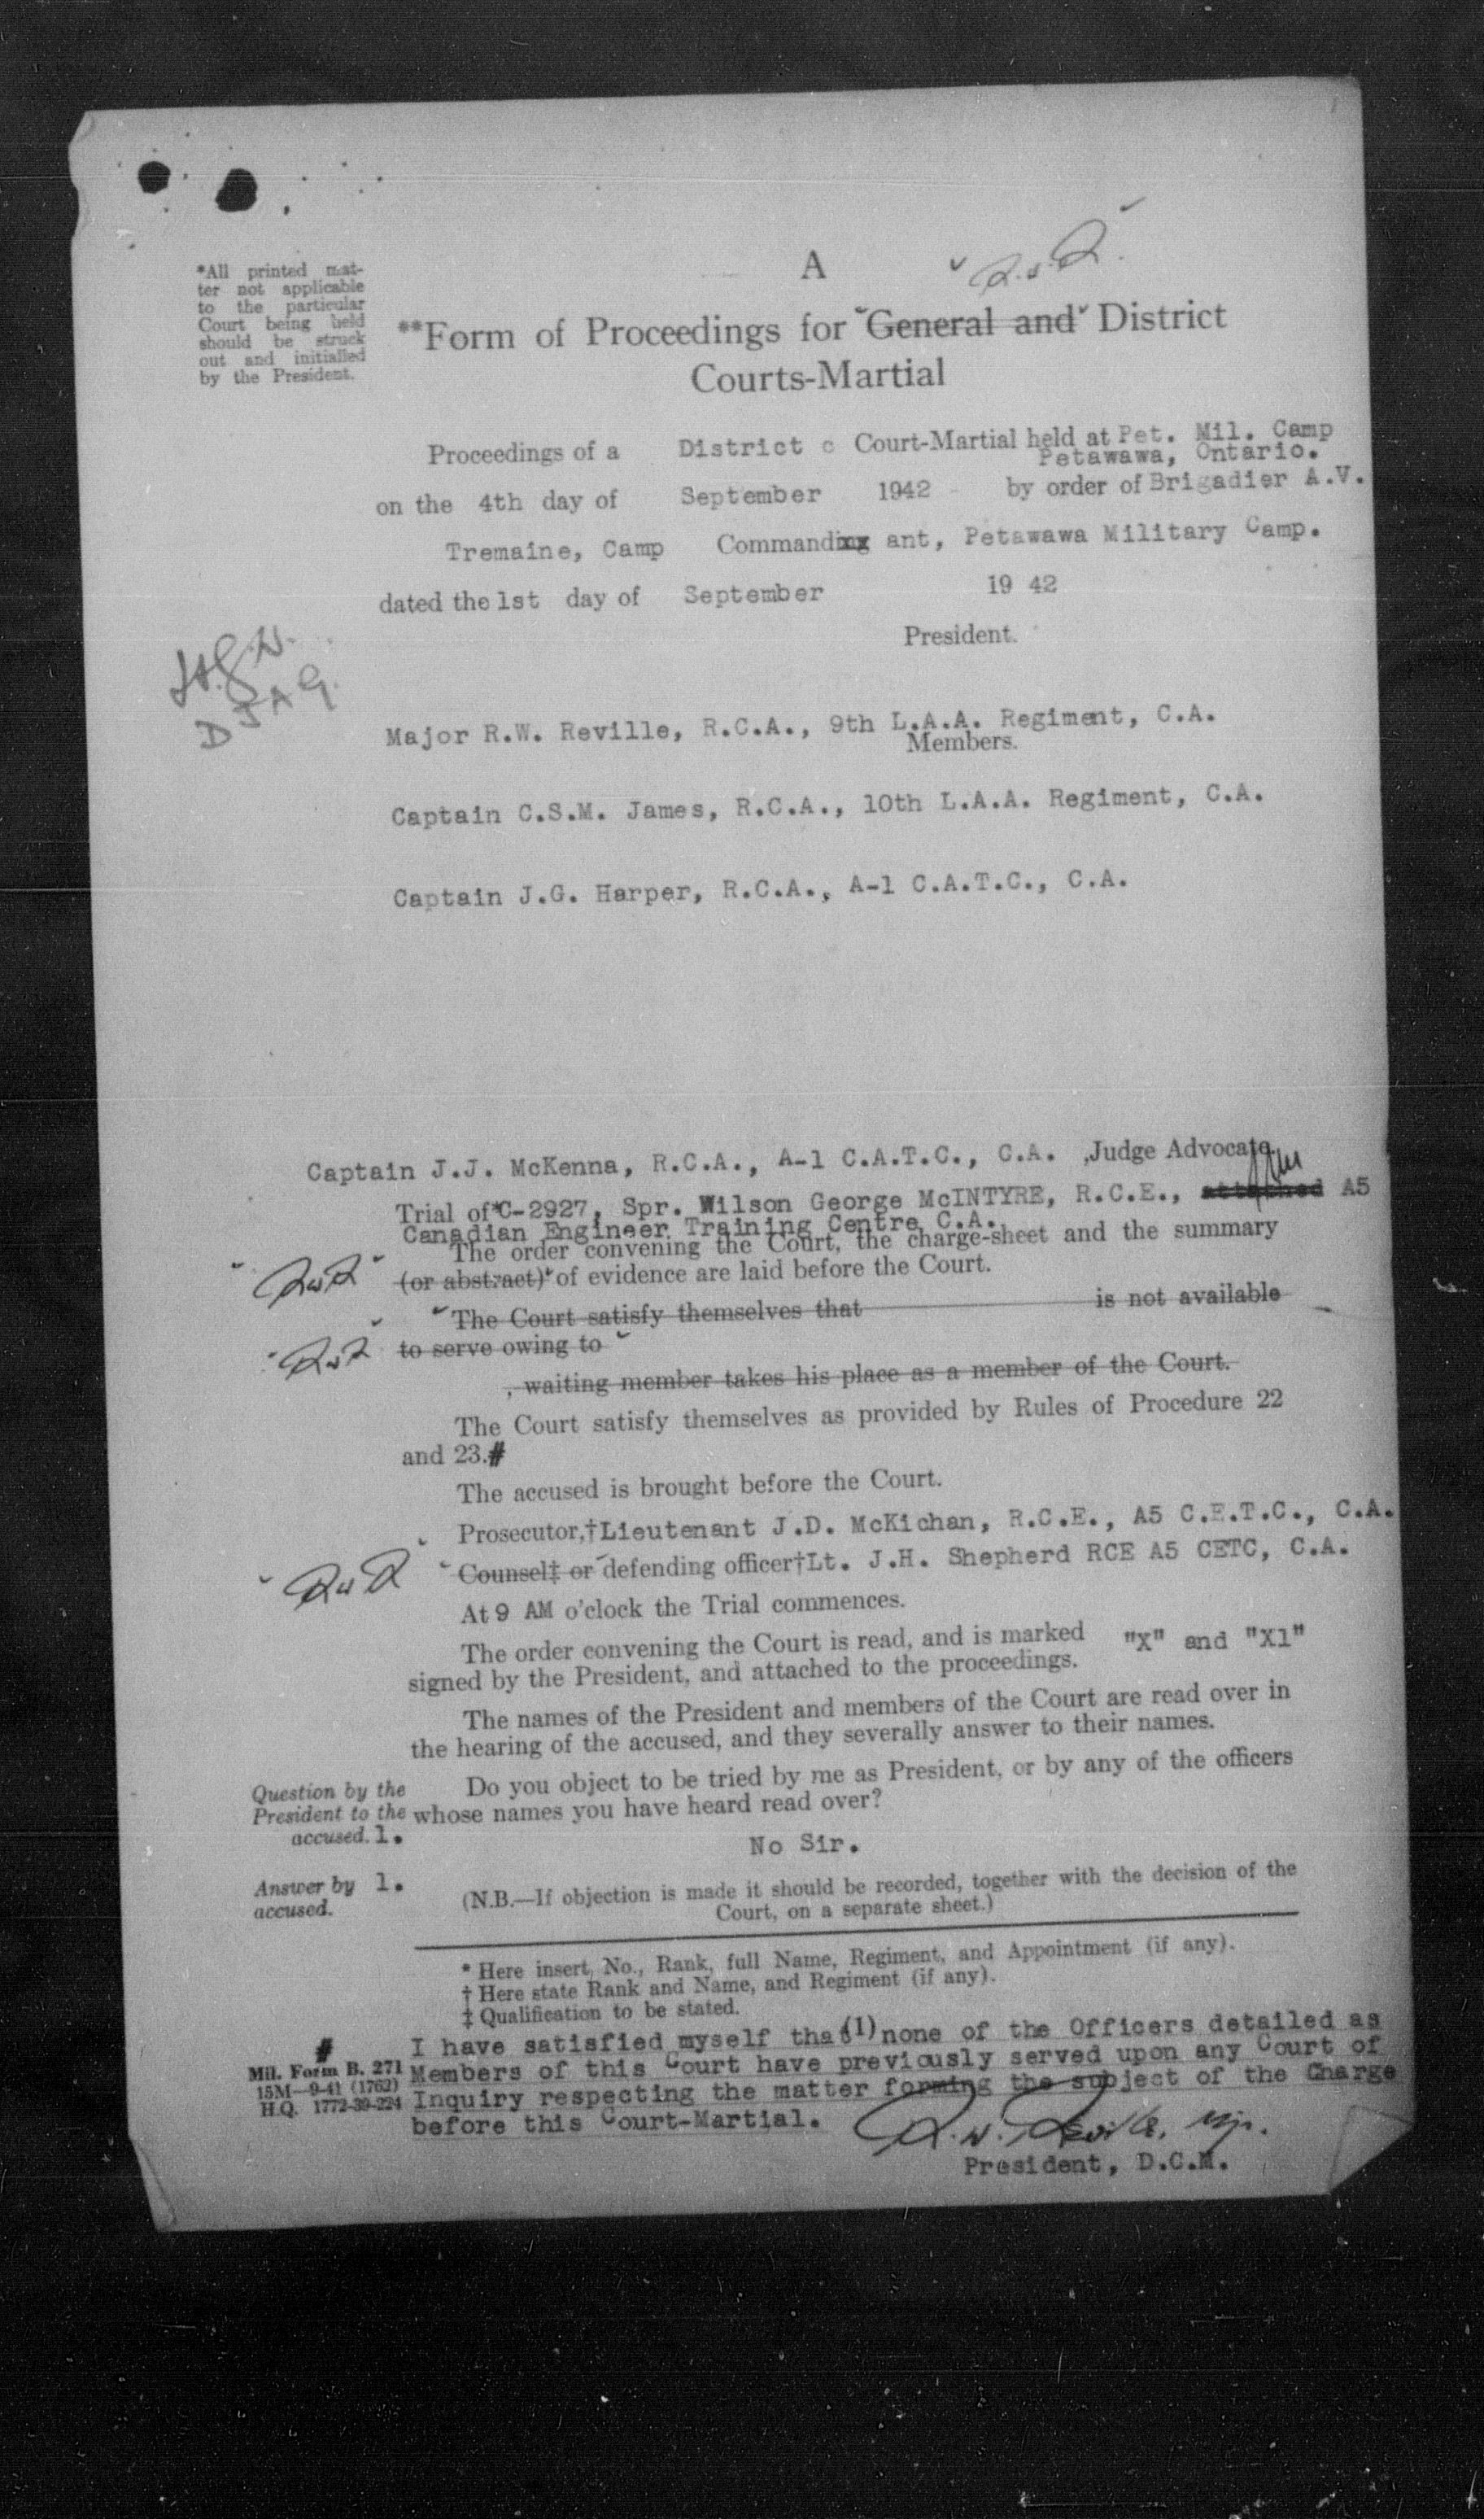 *All printed mat-
ter not applicable
to the particular
Court being held
should be struck
out and initialled
by the President.
A
R.W.R.
**Form of Proceedings for General and District
Courts-Martial
Proceedings of a District c Court-Martial held at Pet. Mil. Camp
Petawawa, Ontario.
on the 4th day of September 1942 - by order of Brigadier A.V.
Tremaine, Camp Commandixx ant, Petawawa Military Camp.
dated the 1st day of September 19 42
President.
D J A G.
Major R.W. Reville, R.C.A., 9th L.A.A. Regiment, C.A.
Members.
Captain C.S.M. James, R.C.A., 10th L.A.A. Regiment, C.A.
Captain J.G. Harper, R.C.A., A-1 C.A.T.C., C.A.
Captain J.J. McKenna, R.C.A., A-1 C.A.T.C., C.A. ,Judge Advocate.
Trial of*C-2927, Spr. Wilson George McINTYRE, R.C.E., attached A5
Canadian Engineer Training Centre C.A.
The order convening the Court, the charge-sheet and the summary
RWR (or abstract) of evidence are laid before the Court.
The Court satisfy themselves that is not available
RWR to serve owing to
, waiting member takes his place as a member of the Court.
The Court satisfy themselves as provided by Rules of Procedure 22
and 23.#
The accused is brought before the Court.
Prosecutor,†Lieutenant J.D. McKichan, R.C.E., A5 C.E.T.C., C.A.
RWR Counsel‡ or defending officer†Lt. J.H. Shepherd RCE A5 CETC, C.A.
At 9 AM o'clock the Trial commences.
The order convening the Court is read, and is marked "X" and "X1"
signed by the President, and attached to the proceedings.
The names of the President and members of the Court are read over in
the hearing of the accused, and they severally answer to their names.
Question by the
President to the
accused. 1.
Do you object to be tried by me as President, or by any of the officers
whose names you have heard read over?
No Sir.
Answer by 1.
accused.
(N.B.—If objection is made it should be recorded, together with the decision of the
Court, on a separate sheet.)
* Here insert, No., Rank, full Name, Regiment, and Appointment (if any).
† Here state Rank and Name, and Regiment (if any).
‡ Qualification to be stated.
#
Mil. Form B. 271
15M—9-41 (1762)
H.Q. 1772-39-224
I have satisfied myself that (1) none of the Officers detailed as
Members of this Court have previously served upon any Court of
Inquiry respecting the matter forming the subject of the Charge
before this Court-Martial.
R.W. Reville, Mjr.
President, D.C.M.